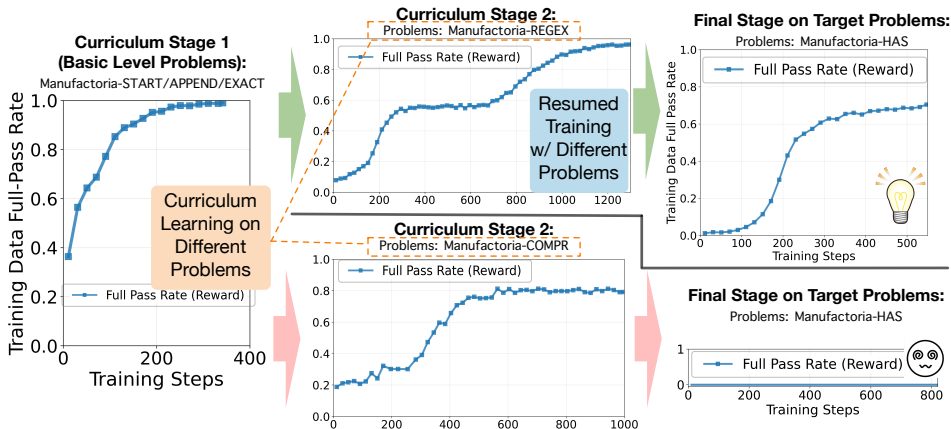 Curriculum Stage 1
(Basic Level Problems):
Manufactoria-START/APPEND/EXACT
Training Data Full-Pass Rate
1.0
0.8
0.6
0.4
0.2
0.0
Full Pass Rate (Reward)
0
200
400
Training Steps
Curriculum
Learning on
Different
Problems
Curriculum Stage 2:
Problems: Manufactoria-REGEX
Full Pass Rate (Reward)
1.0
0.8
0.6
0.4
0.2
0.0
0
200
400
600
800
1000
1200
Resumed
Training
w/ Different
Problems
Final Stage on Target Problems:
Problems: Manufactoria-HAS
Full Pass Rate (Reward)
Training Data Full Pass Rate
1.0
0.8
0.6
0.4
0.2
0.0
0
100
200
300
400
500
Training Steps
Curriculum Stage 2:
Problems: Manufactoria-COMPR
Full Pass Rate (Reward)
1.0
0.8
0.6
0.4
0.2
0.0
0
200
400
600
800
1000
Final Stage on Target Problems:
Problems: Manufactoria-HAS
Full Pass Rate (Reward)
1
0
0
200
400
600
800
Training Steps